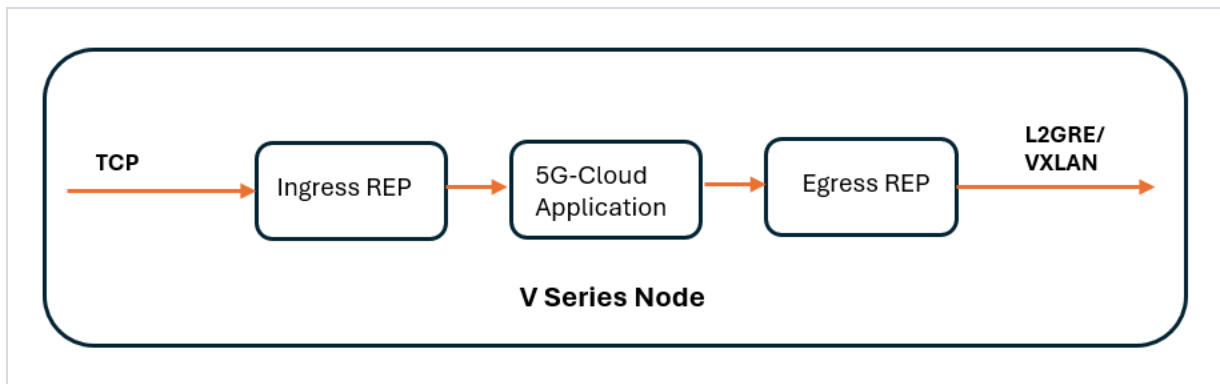 TCP
Ingress REP
5G-Cloud
Application
Egress REP
L2GRE/
VXLAN
V Series Node